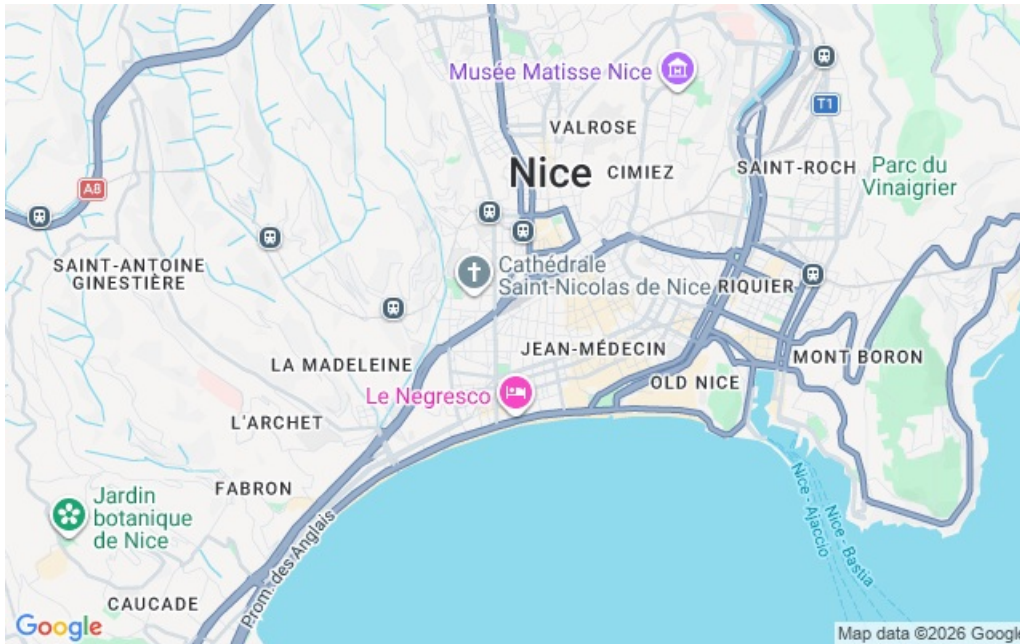 Musée Matisse Nice
T1
VALROSE
Nice
CIMIEZ
SAINT-ROCH
Parc du
Vinaigrier
A8
SAINT-ANTOINE
GINESTIÈRE
Cathédrale
Saint-Nicolas de Nice
RIQUIER
JEAN-MÉDECIN
MONT BORON
LA MADELEINE
OLD NICE
Le Negresco
L'ARCHET
FABRON
Jardin
botanique
de Nice
Prom. des Anglais
Nice - Ajaccio
Nice - Bastia
CAUCADE
Google
Map data ©2026 Google